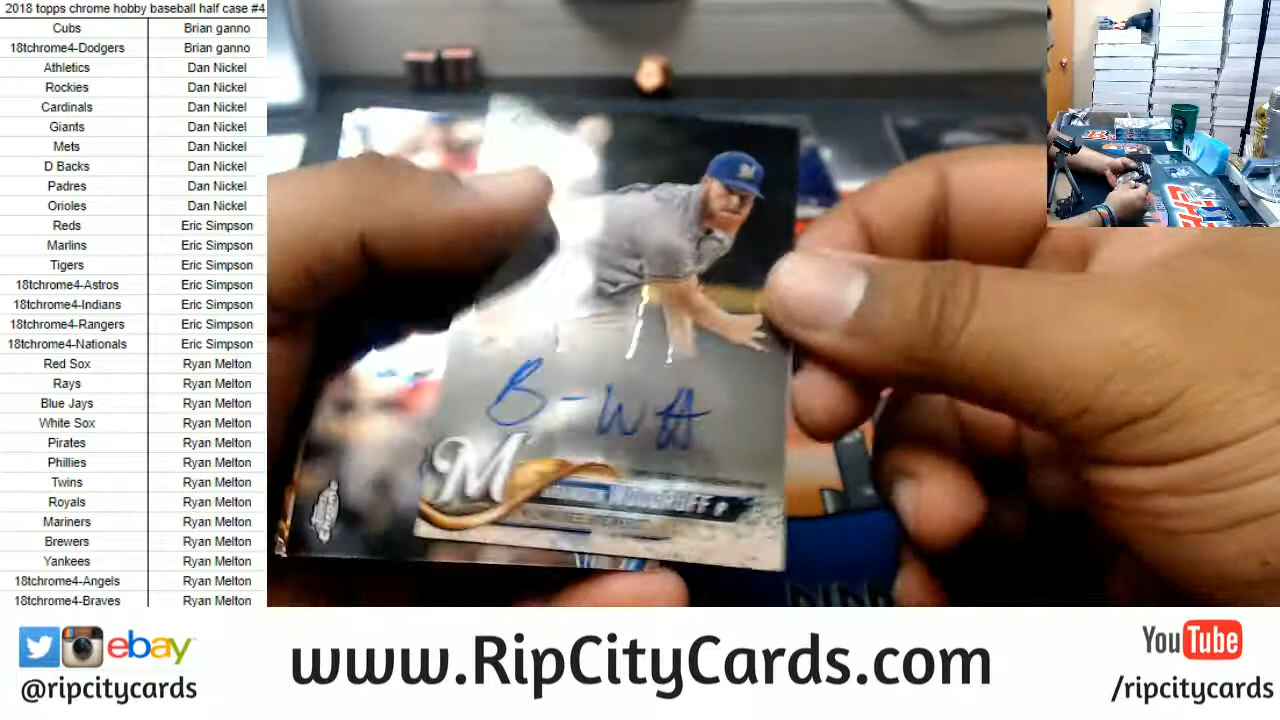 2018 topps chrome hobby baseball half case #4
Cubs Brian ganno
18tchrome4-Dodgers Brian ganno
Athletics Dan Nickel
Rockies Dan Nickel
Cardinals Dan Nickel
Giants Dan Nickel
Mets Dan Nickel
D Backs Dan Nickel
Padres Dan Nickel
Orioles Dan Nickel
Reds Eric Simpson
Marlins Eric Simpson
Tigers Eric Simpson
18tchrome4-Astros Eric Simpson
18tchrome4-Indians Eric Simpson
18tchrome4-Rangers Eric Simpson
18tchrome4-Nationals Eric Simpson
Red Sox Ryan Melton
Rays Ryan Melton
Blue Jays Ryan Melton
White Sox Ryan Melton
Pirates Ryan Melton
Phillies Ryan Melton
Twins Ryan Melton
Royals Ryan Melton
Mariners Ryan Melton
Brewers Ryan Melton
Yankees Ryan Melton
18tchrome4-Angels Ryan Melton
18tchrome4-Braves Ryan Melton
B-W
M
ebay
@ripcitycards
www.RipCityCards.com
YouTube
/ripcitycards